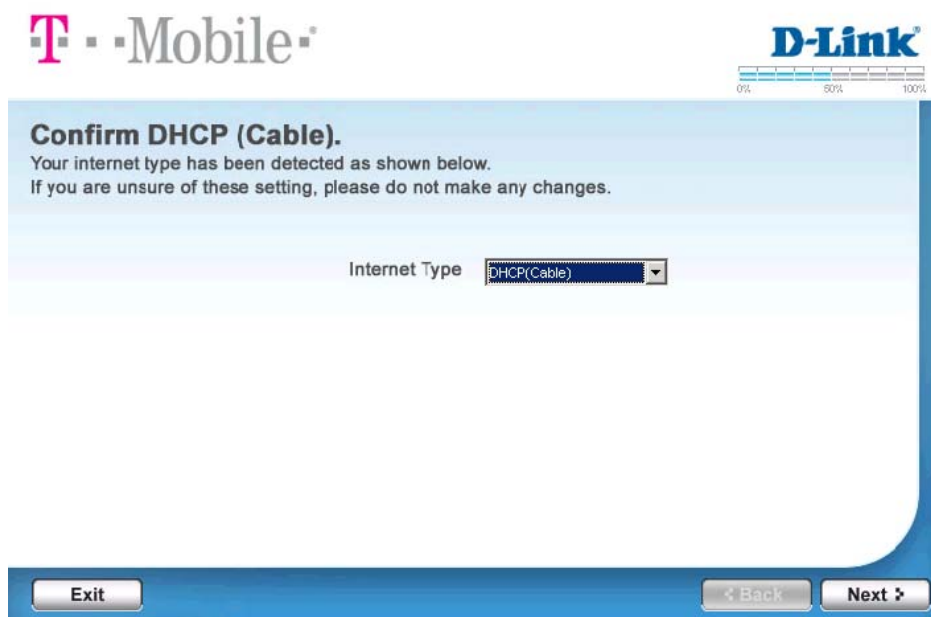 T · · Mobile ·
D-Link
0% 50% 100%
Confirm DHCP (Cable).
Your internet type has been detected as shown below.
If you are unsure of these setting, please do not make any changes.
Internet Type DHCP(Cable)
Exit < Back Next >